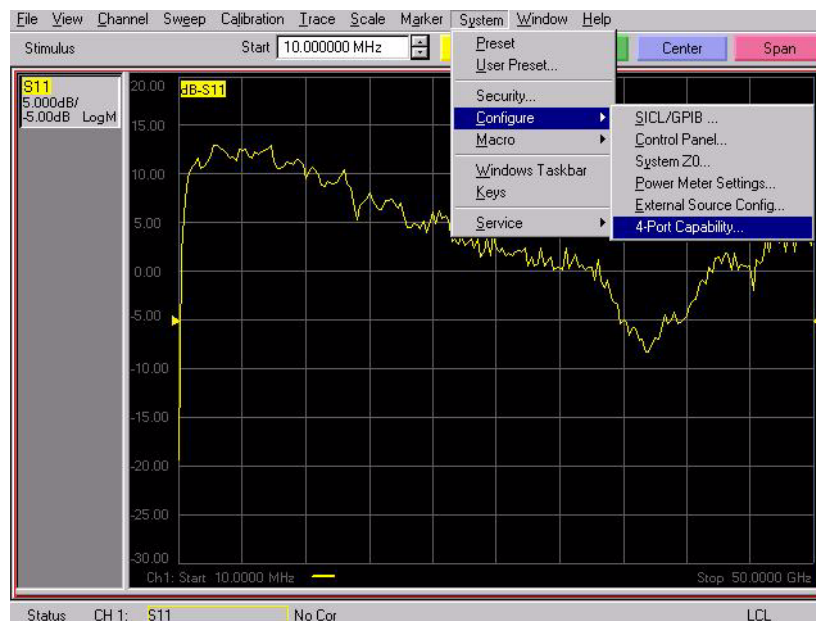 File View Channel Sweep Calibration Trace Scale Marker System Window Help
Stimulus Start 10.000000 MHz Center Span
Preset
User Preset...
Security...
Configure
Macro
Windows Taskbar
Keys
Service
SICL/GPIB ...
Control Panel...
System Z0...
Power Meter Settings...
External Source Config...
4-Port Capability...
S11
5.000dB/
-5.00dB LogM
dB-S11
20.00
15.00
10.00
5.00
0.00
-5.00
-10.00
-15.00
-20.00
-25.00
-30.00
Ch1: Start 10.0000 MHz Stop 50.0000 GHz
Status CH 1: S11 No Cor LCL